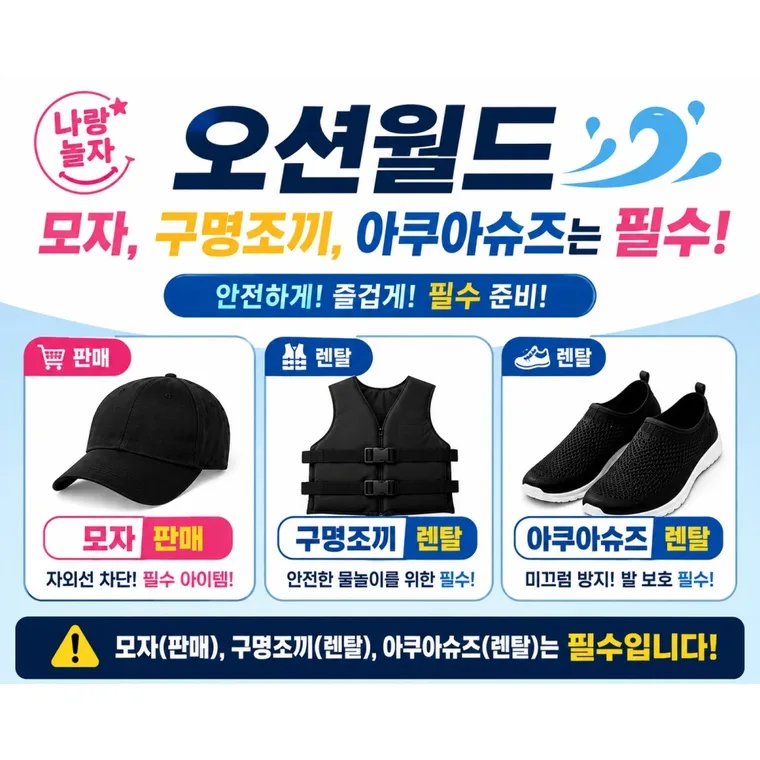 나랑
놀자
오션월드
모자, 구명조끼, 아쿠아슈즈는 필수!
안전하게! 즐겁게! 필수 준비!
판매
모자 판매
자외선 차단! 필수 아이템!
렌탈
구명조끼 렌탈
안전한 물놀이를 위한 필수!
렌탈
아쿠아슈즈 렌탈
미끄럼 방지! 발 보호 필수!
모자(판매), 구명조끼(렌탈), 아쿠아슈즈(렌탈)는 필수입니다!